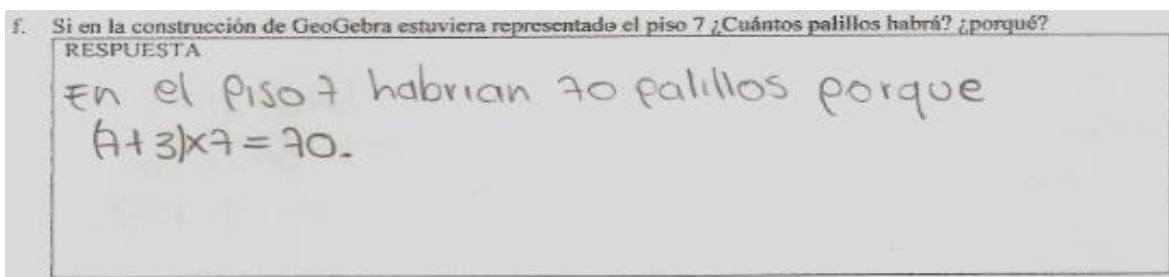 f. Si en la construcción de GeoGebra estuviera representado el piso 7 ¿Cuántos palillos habrá? ¿porqué?
RESPUESTA
En el piso 7 habrian 70 palillos porque
(7+3)x7=70.